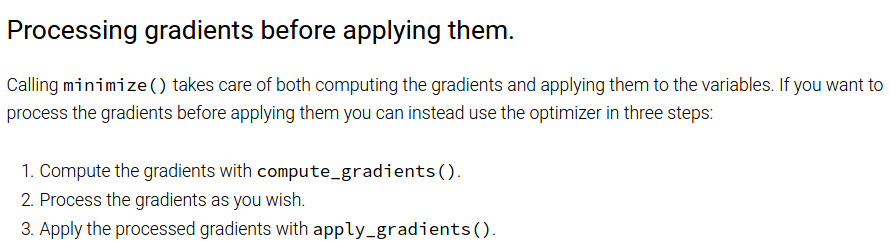 Processing gradients before applying them.
Calling minimize() takes care of both computing the gradients and applying them to the variables. If you want to
process the gradients before applying them you can instead use the optimizer in three steps:
1. Compute the gradients with compute_gradients().
2. Process the gradients as you wish.
3. Apply the processed gradients with apply_gradients().